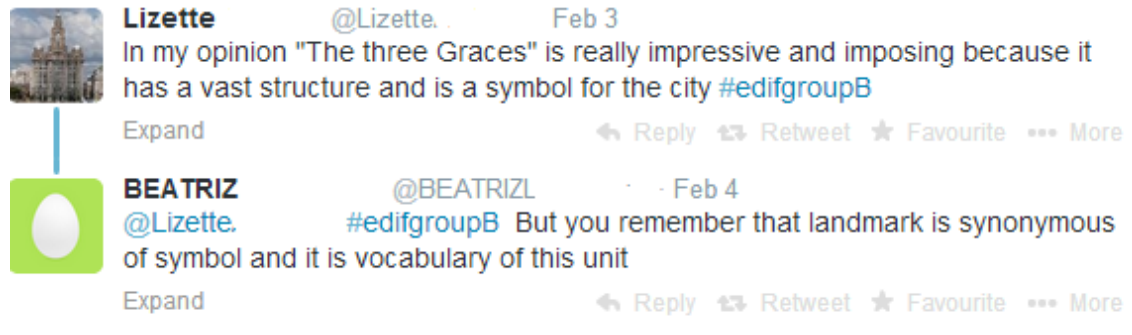 Lizette @Lizette. Feb 3
In my opinion "The three Graces" is really impressive and imposing because it
has a vast structure and is a symbol for the city #edifgroupB
Expand Reply Retweet Favourite More
BEATRIZ @BEATRIZL Feb 4
@Lizette. #edifgroupB But you remember that landmark is synonymous
of symbol and it is vocabulary of this unit
Expand Reply Retweet Favourite More